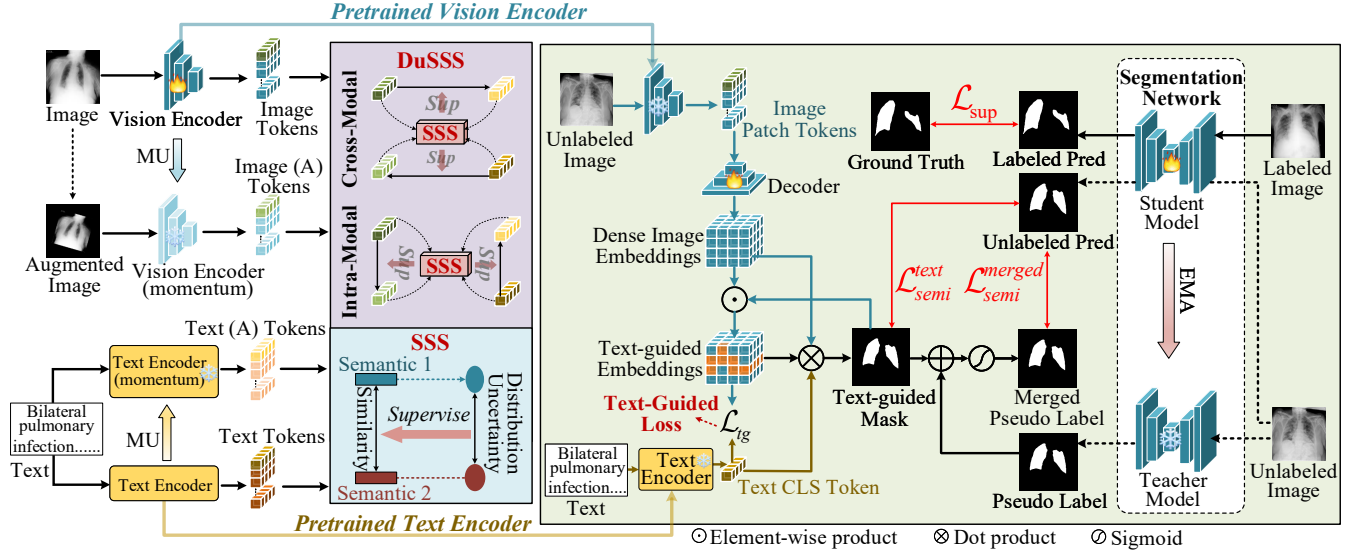 Pretrained Vision Encoder
Image
Vision Encoder
Image
Tokens
MU
Image (A)
Tokens
Augmented
Image
Vision Encoder
(momentum)
Text (A) Tokens
Text Encoder
(momentum)
Bilateral
pulmonary
infection......
Text
MU
Text Tokens
Text Encoder
Pretrained Text Encoder
DuSSS
Cross-Modal
Sup
SSS
Sup
Intra-Modal
Sup
SSS
Sup
SSS
Semantic 1
Similarity
Supervise
Distribution
Uncertainty
Semantic 2
Unlabeled
Image
Image
Patch Tokens
Decoder
Dense Image
Embeddings
Text-guided
Embeddings
Text-Guided
Loss
ℒtg
Bilateral
pulmonary
infection....
Text
Text
Encoder
Text CLS Token
Ground Truth
ℒsup
Labeled Pred
Unlabeled Pred
ℒ^text_semi
ℒ^merged_semi
Text-guided
Mask
Merged
Pseudo Label
Pseudo Label
Segmentation
Network
Student
Model
EMA
Teacher
Model
Labeled
Image
Unlabeled
Image
Element-wise product
Dot product
Sigmoid